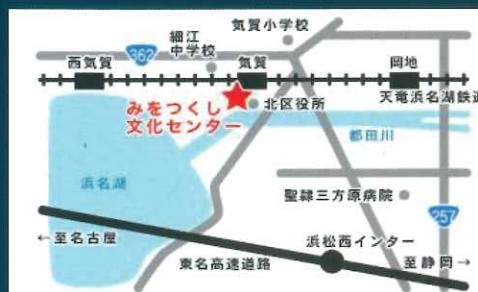 気賀小学校
362
細江
中学校
西気賀
気賀
岡地
天竜浜名湖鉄道
みをつくし
文化センター
北区役所
都田川
浜名湖
聖隷三方原病院
257
←至名古屋
浜松西インター
東名高速道路
至静岡→